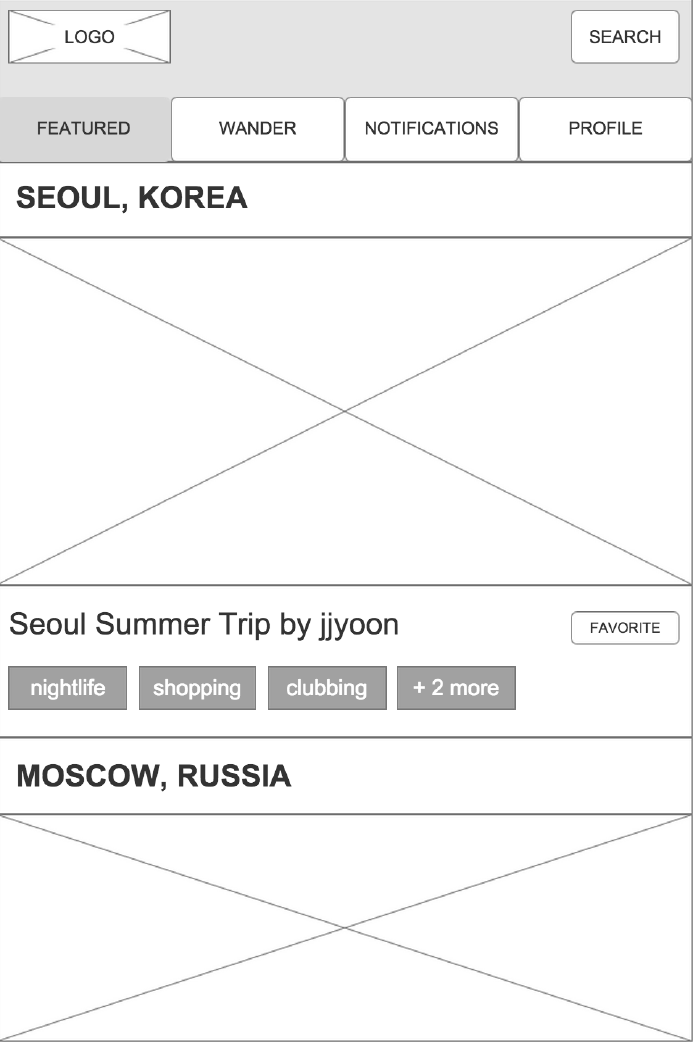 LOGO
SEARCH
FEATURED WANDER NOTIFICATIONS PROFILE
SEOUL, KOREA
Seoul Summer Trip by jjyoon
FAVORITE
nightlife shopping clubbing + 2 more
MOSCOW, RUSSIA